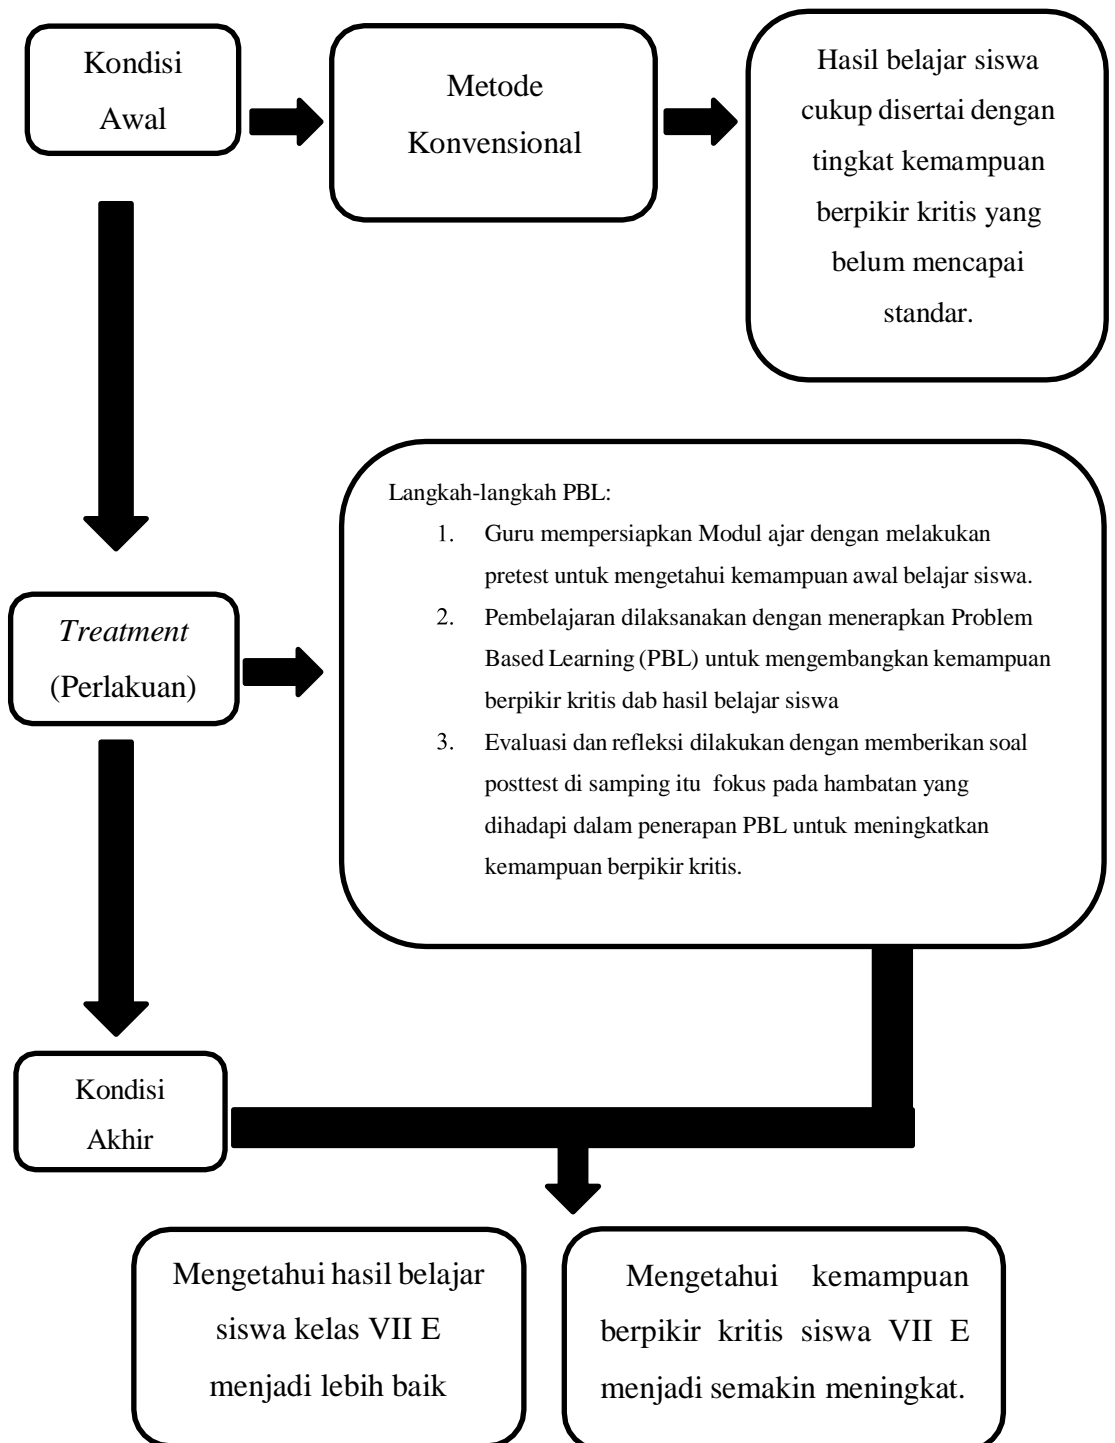 Kondisi
Awal
Metode
Konvensional
Hasil belajar siswa
cukup disertai dengan
tingkat kemampuan
berpikir kritis yang
belum mencapai
standar.
Langkah-langkah PBL:
1. Guru mempersiapkan Modul ajar dengan melakukan
pretest untuk mengetahui kemampuan awal belajar siswa.
2. Pembelajaran dilaksanakan dengan menerapkan Problem
Based Learning (PBL) untuk mengembangkan kemampuan
berpikir kritis dab hasil belajar siswa
3. Evaluasi dan refleksi dilakukan dengan memberikan soal
posttest di samping itu fokus pada hambatan yang
dihadapi dalam penerapan PBL untuk meningkatkan
kemampuan berpikir kritis.
Treatment
(Perlakuan)
Kondisi
Akhir
Mengetahui hasil belajar
siswa kelas VII E
menjadi lebih baik
Mengetahui kemampuan
berpikir kritis siswa VII E
menjadi semakin meningkat.